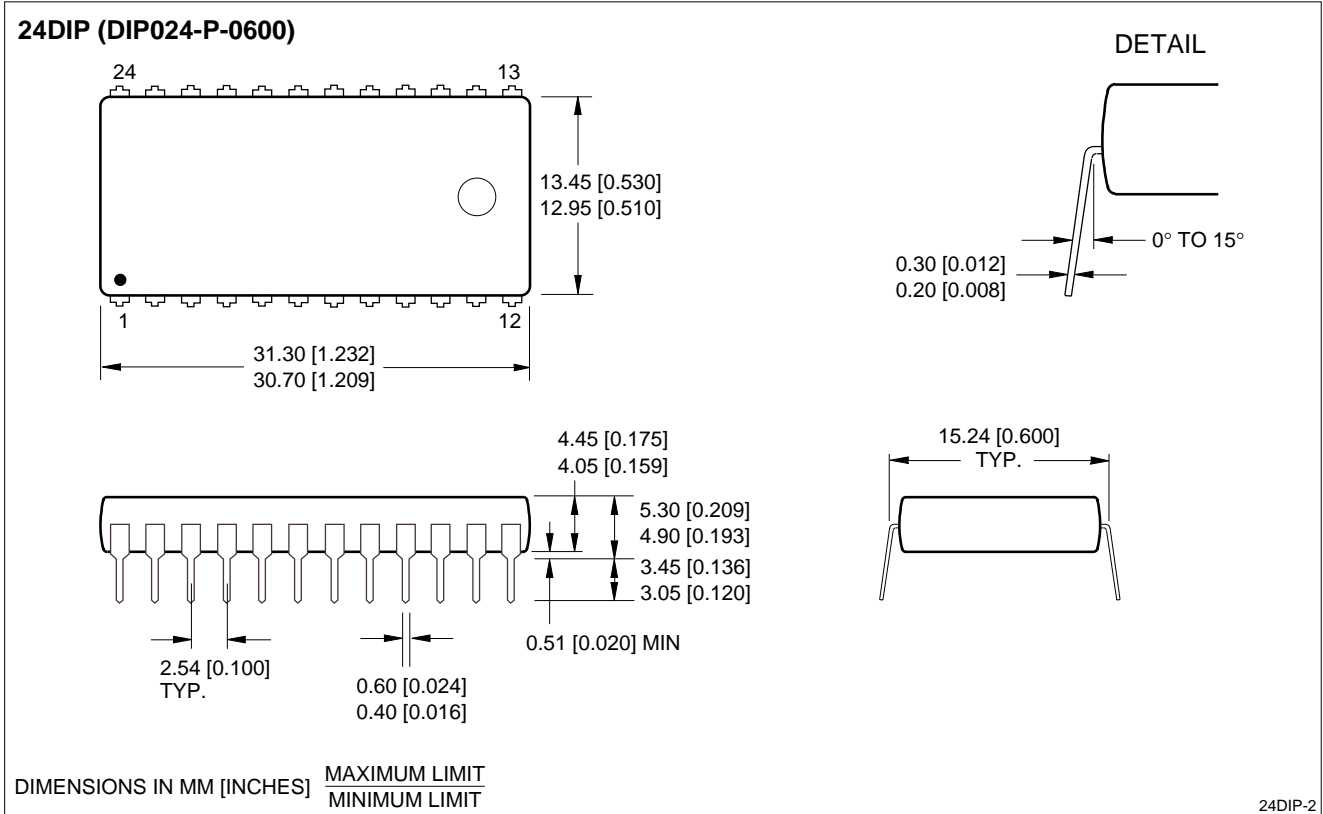 24DIP (DIP024-P-0600)
DETAIL
24
13
13.45 [0.530]
12.95 [0.510]
0° TO 15°
0.30 [0.012]
0.20 [0.008]
1
12
31.30 [1.232]
30.70 [1.209]
4.45 [0.175]
4.05 [0.159]
5.30 [0.209]
4.90 [0.193]
3.45 [0.136]
3.05 [0.120]
0.51 [0.020] MIN
2.54 [0.100]
TYP.
0.60 [0.024]
0.40 [0.016]
15.24 [0.600]
TYP.
DIMENSIONS IN MM [INCHES]
MAXIMUM LIMIT
MINIMUM LIMIT
24DIP-2